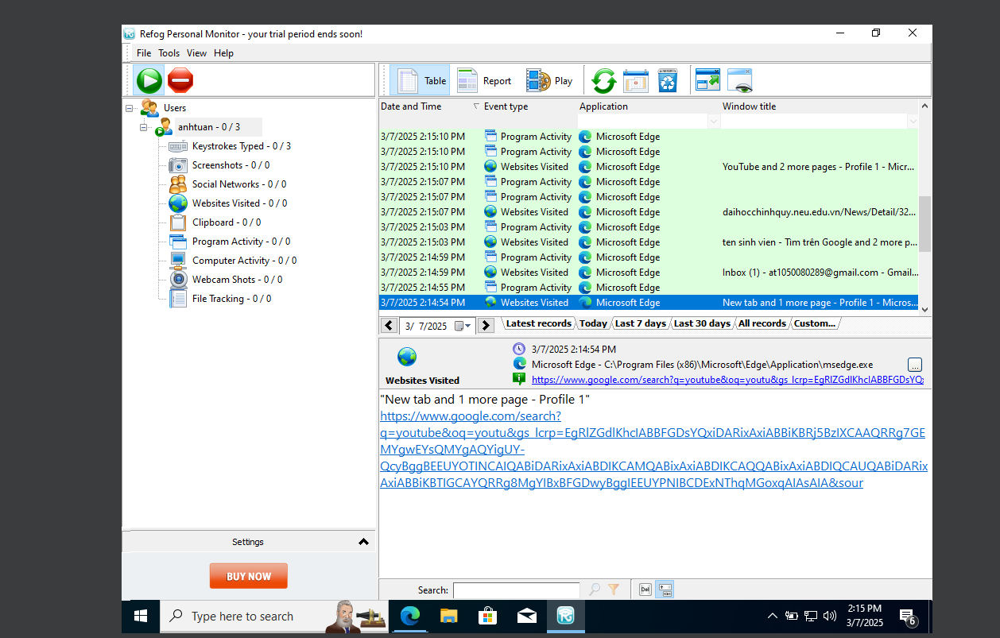 Refog Personal Monitor - your trial period ends soon!
File Tools View Help
Table Report Play
Users
anhtuan - 0 / 3
Keystrokes Typed - 0 / 3
Screenshots - 0 / 0
Social Networks - 0 / 0
Websites Visited - 0 / 0
Clipboard - 0 / 0
Program Activity - 0 / 0
Computer Activity - 0 / 0
Webcam Shots - 0 / 0
File Tracking - 0 / 0
Settings
BUY NOW
Date and Time Event type Application Window title
3/7/2025 2:15:10 PM Program Activity Microsoft Edge
3/7/2025 2:15:10 PM Program Activity Microsoft Edge
3/7/2025 2:15:10 PM Websites Visited Microsoft Edge YouTube and 2 more pages - Profile 1 - Micr...
3/7/2025 2:15:07 PM Program Activity Microsoft Edge
3/7/2025 2:15:07 PM Program Activity Microsoft Edge
3/7/2025 2:15:07 PM Websites Visited Microsoft Edge daihocchinhquy.neu.edu.vn/News/Detail/32...
3/7/2025 2:15:03 PM Program Activity Microsoft Edge
3/7/2025 2:15:03 PM Websites Visited Microsoft Edge ten sinh vien - Tìm trên Google and 2 more p...
3/7/2025 2:14:59 PM Program Activity Microsoft Edge
3/7/2025 2:14:59 PM Websites Visited Microsoft Edge Inbox (1) - at1050080289@gmail.com - Gmail...
3/7/2025 2:14:55 PM Program Activity Microsoft Edge
3/7/2025 2:14:54 PM Websites Visited Microsoft Edge New tab and 1 more page - Profile 1 - Micros...
3/ 7/2025 Latest records Today Last 7 days Last 30 days All records Custom...
Websites Visited
3/7/2025 2:14:54 PM
Microsoft Edge - C:\Program Files (x86)\Microsoft\Edge\Application\msedge.exe ...
https://www.google.com/search?q=youtube&oq=youtu&gs_lcrp=EgRlZGdlKhcIABBFGDsYQx
"New tab and 1 more page - Profile 1"
https://www.google.com/search?
q=youtube&oq=youtu&gs_lcrp=EgRlZGdlKhcIABBFGDsYQxiDARixAxiABBiKBRj5BzIXCAAQRRg7GE
MYgwEYsQMYgAQYigUY-
QcyBggBEEUYOTINCAIQABiDARixAxiABDIKCAMQABixAxiABDIKCAQQABixAxiABDIQCAUQABiDARix
AxiABBiKBTIGCAYQRRg8MgYIBxBFGDwyBggIEEUYPNIBCDExNThqMGoxqAIAsAIA&sour
Search: Del
Type here to search
2:15 PM
3/7/2025
6